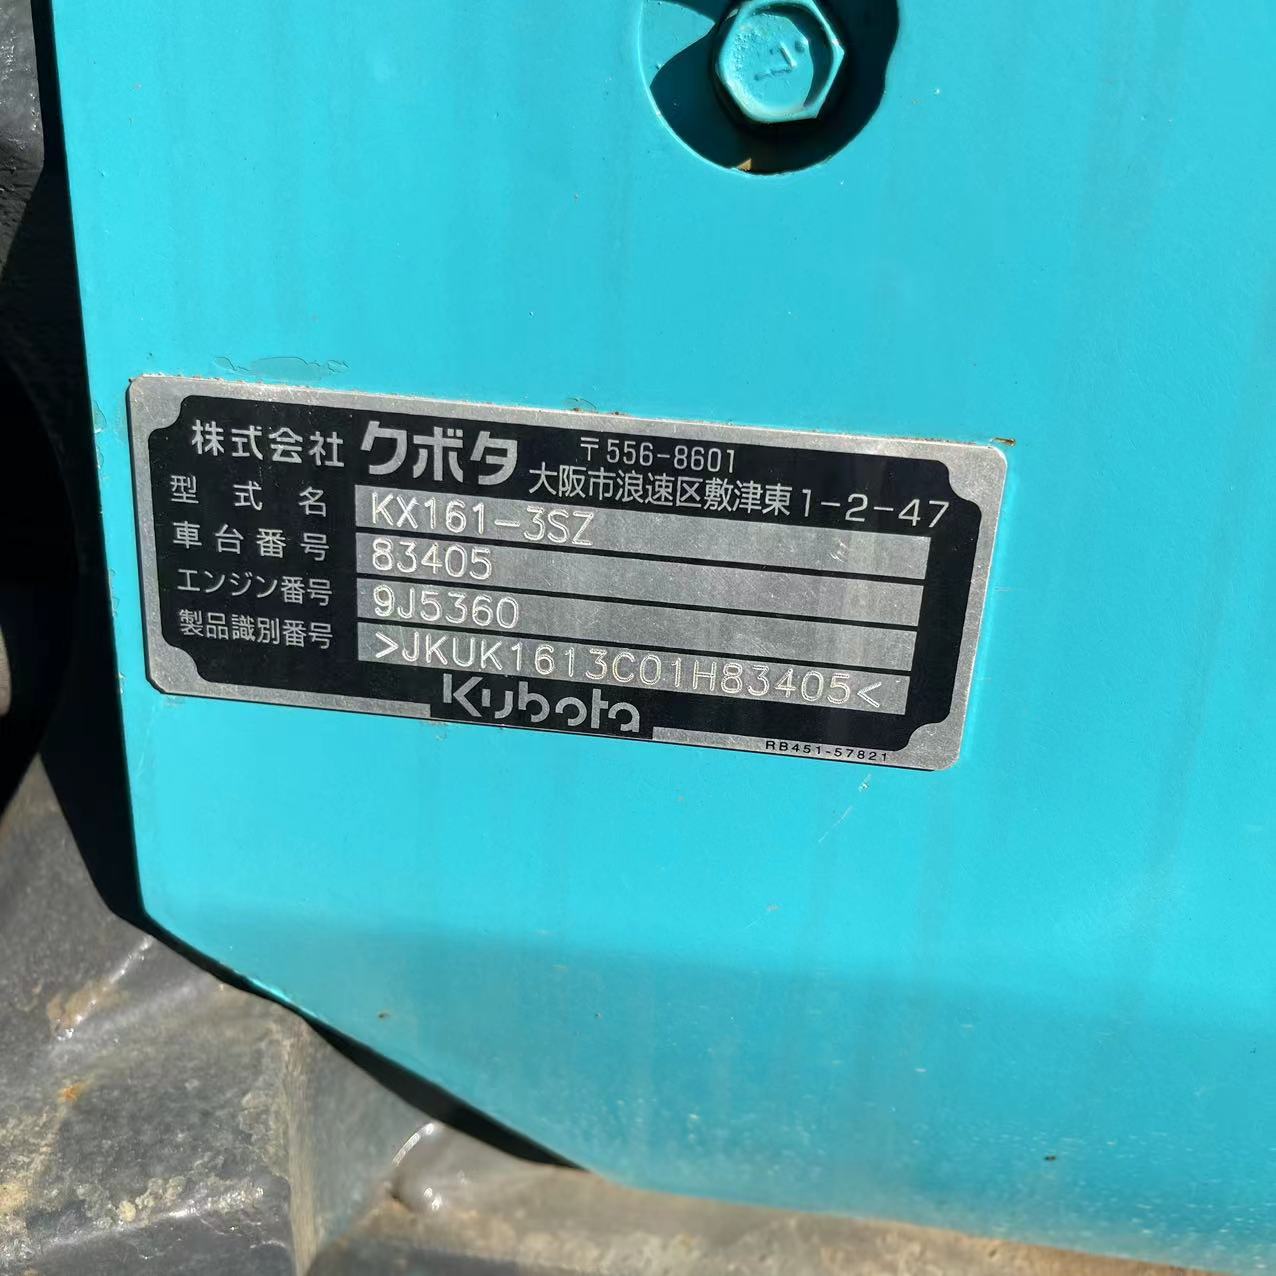 株式会社 クボタ 〒556-8601
大阪市浪速区敷津東1-2-47
型式名 KX161-3SZ
車台番号 83405
エンジン番号 9J5360
製品識別番号 >JKUK1613C01H83405<
Kubota
RB451-57821